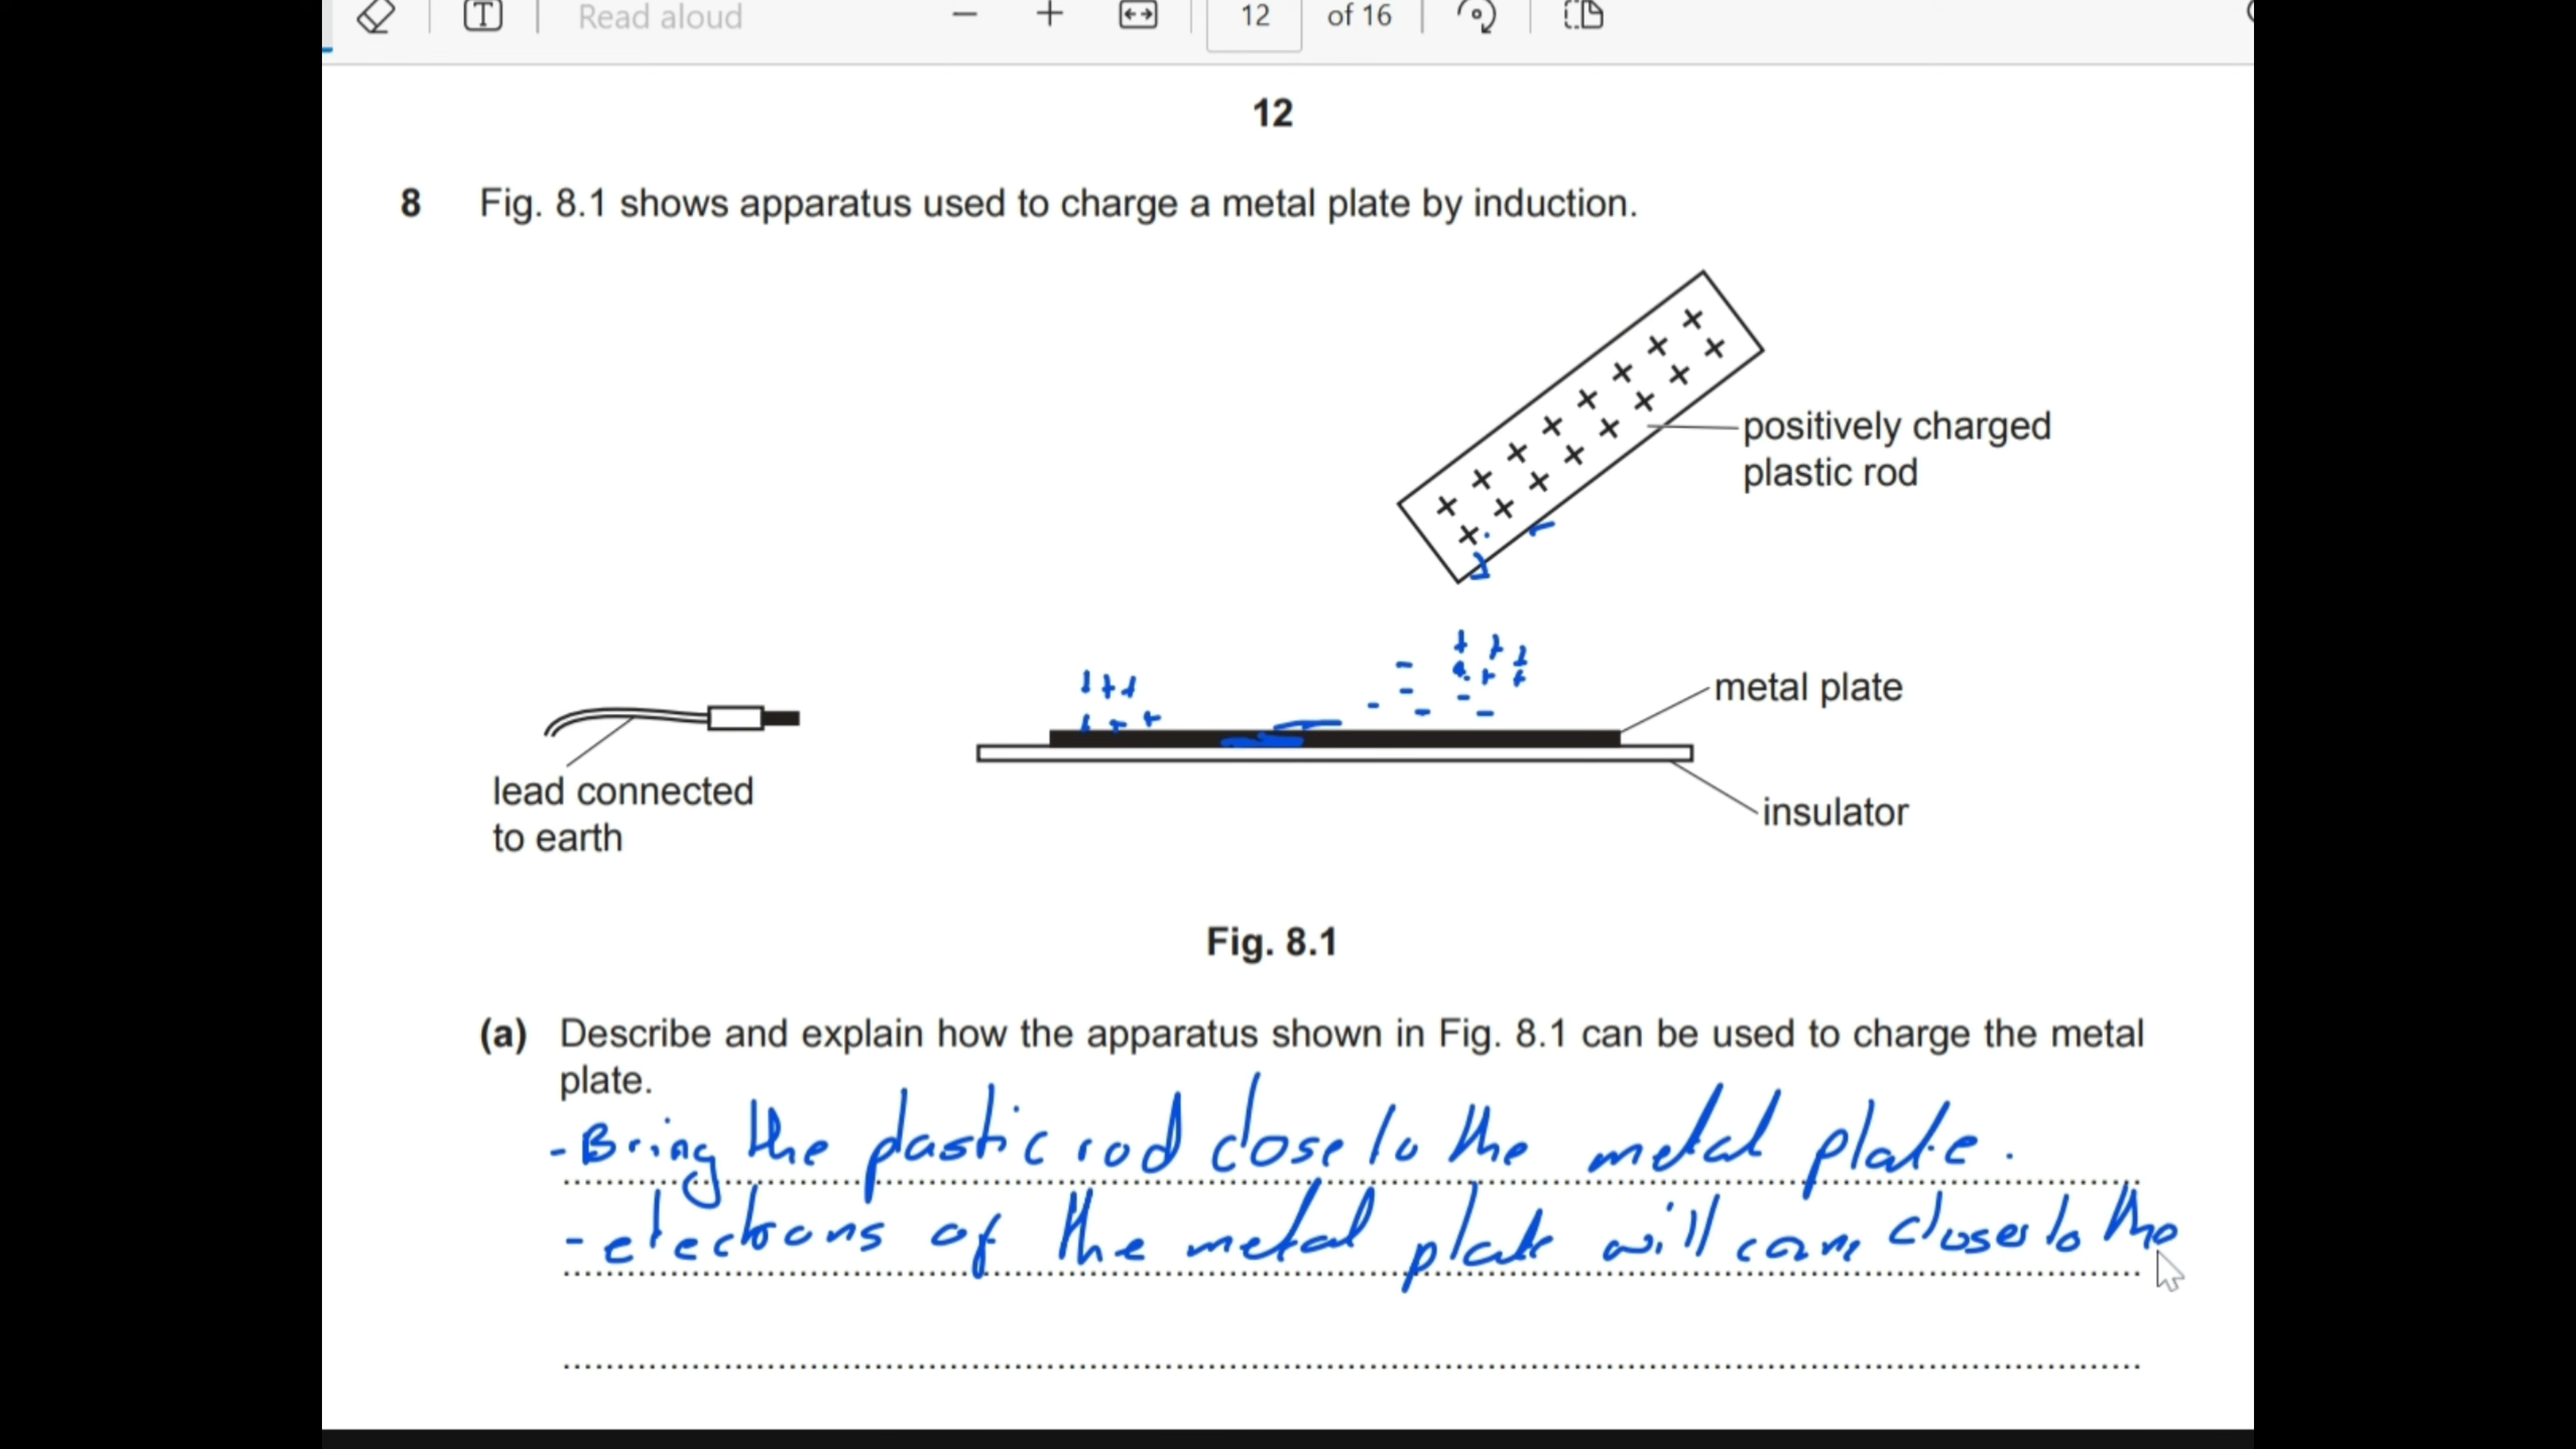 Read aloud
12
of 16
12
8 Fig. 8.1 shows apparatus used to charge a metal plate by induction.
positively charged
plastic rod
metal plate
lead connected
to earth
insulator
Fig. 8.1
(a) Describe and explain how the apparatus shown in Fig. 8.1 can be used to charge the metal
plate.
- Bring the plastic rod close to the metal plate.
- electrons of the metal plate will come closer to the